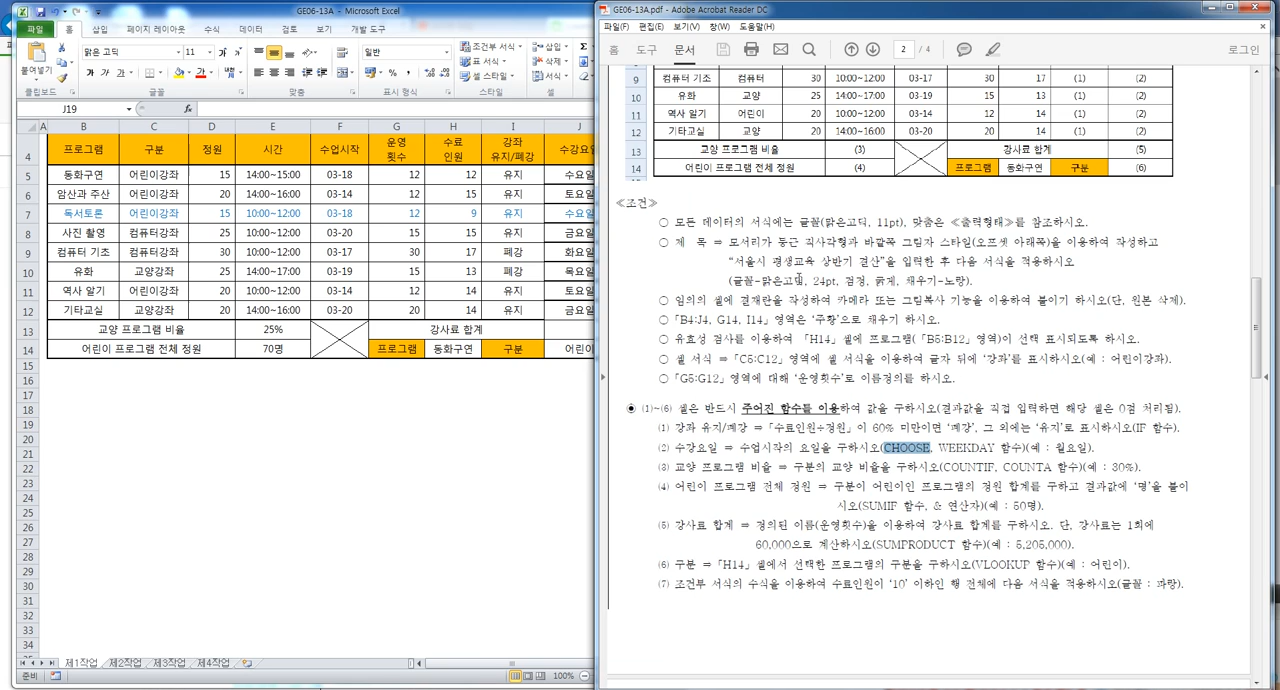 GE06-13A - Microsoft Excel
파일 홈 삽입 페이지 레이아웃 수식 데이터 검토 보기 개발 도구
붙여넣기
맑은 고딕 11 일반
조건부 서식
표 서식
셀 스타일
삽입
삭제
서식
클립보드 글꼴 맞춤 표시 형식 스타일 셀
J19 fx
A B C D E F G H I J
4 프로그램 구분 정원 시간 수업시작 운영 횟수 수료 인원 강좌 유지/폐강 수강요일
5 동화구연 어린이강좌 15 14:00~15:00 03-18 12 12 유지 수요일
6 암산과 주산 어린이강좌 20 14:00~16:00 03-14 12 15 유지 토요일
7 독서토론 어린이강좌 15 10:00~12:00 03-18 12 9 유지 수요일
8 사진 촬영 컴퓨터강좌 25 10:00~12:00 03-20 15 15 유지 금요일
9 컴퓨터 기초 컴퓨터강좌 30 10:00~12:00 03-17 30 17 폐강
10 유화 교양강좌 25 14:00~17:00 03-19 15 13 폐강 목요일
11 역사 알기 어린이강좌 20 10:00~12:00 03-14 12 14 유지 토요일
12 기타교실 교양강좌 20 14:00~16:00 03-20 20 14 유지 금요일
13 교양 프로그램 비율 25% 강사료 합계
14 어린이 프로그램 전체 정원 70명 프로그램 동화구연 구분 어린이
15
16
17
18
19
20
21
22
23
24
25
26
27
28
29
30
31
32
33
34
제1작업 제2작업 제3작업 제4작업
준비 100%
GE06-13A.pdf - Adobe Acrobat Reader DC
파일(F) 편집(E) 보기(V) 창(W) 도움말(H)
홈 도구 문서 2 / 4 로그인
9 컴퓨터 기초 컴퓨터 30 10:00~12:00 03-17 30 17 (1) (2)
10 유화 교양 25 14:00~17:00 03-19 15 13 (1) (2)
11 역사 알기 어린이 20 10:00~12:00 03-14 12 14 (1) (2)
12 기타교실 교양 20 14:00~16:00 03-20 20 14 (1) (2)
13 교양 프로그램 비율 (3) 강사료 합계 (5)
14 어린이 프로그램 전체 정원 (4) 프로그램 동화구연 구분 (6)
≪조건≫
○ 모든 데이터의 서식에는 글꼴(맑은고딕, 11pt), 맞춤은 ≪출력형태≫를 참조하시오.
○ 제 목 ⇒ 모서리가 둥근 직사각형과 바깥쪽 그림자 스타일(오프셋 아래쪽)을 이용하여 작성하고
“서울시 평생교육 상반기 결산”을 입력한 후 다음 서식을 적용하시오
(글꼴-맑은고딕, 24pt, 검정, 굵게, 채우기-노랑).
○ 임의의 셀에 결재란을 작성하여 카메라 또는 그림복사 기능을 이용하여 붙이기 하시오(단, 원본 삭제).
○ 「B4:J4, G14, I14」 영역은 ‘주황’으로 채우기 하시오.
○ 유효성 검사를 이용하여 「H14」 셀에 프로그램(「B5:B12」 영역)이 선택 표시되도록 하시오.
○ 셀 서식 ⇒ 「C5:C12」 영역에 셀 서식을 이용하여 글자 뒤에 ‘강좌’를 표시하시오(예 : 어린이강좌).
○ 「G5:G12」 영역에 대해 ‘운영횟수’로 이름정의를 하시오.
◉ (1)~(6) 셀은 반드시 주어진 함수를 이용하여 값을 구하시오(결과값을 직접 입력하면 해당 셀은 0점 처리됨).
(1) 강좌 유지/폐강 ⇒ 「수료인원÷정원」이 60% 미만이면 ‘폐강’, 그 외에는 ‘유지’로 표시하시오(IF 함수).
(2) 수강요일 ⇒ 수업시작의 요일을 구하시오(CHOOSE, WEEKDAY 함수)(예 : 월요일).
(3) 교양 프로그램 비율 ⇒ 구분의 교양 비율을 구하시오(COUNTIF, COUNTA 함수)(예 : 30%).
(4) 어린이 프로그램 전체 정원 ⇒ 구분이 어린이인 프로그램의 정원 합계를 구하고 결과값에 ‘명’을 붙이
시오(SUMIF 함수, & 연산자)(예 : 50명).
(5) 강사료 합계 ⇒ 정의된 이름(운영횟수)을 이용하여 강사료 합계를 구하시오. 단, 강사료는 1회에
60,000으로 계산하시오(SUMPRODUCT 함수)(예 : 5,205,000).
(6) 구분 ⇒ 「H14」 셀에서 선택한 프로그램의 구분을 구하시오(VLOOKUP 함수)(예 : 어린이).
(7) 조건부 서식의 수식을 이용하여 수료인원이 ‘10’ 이하인 행 전체에 다음 서식을 적용하시오(글꼴 : 파랑).